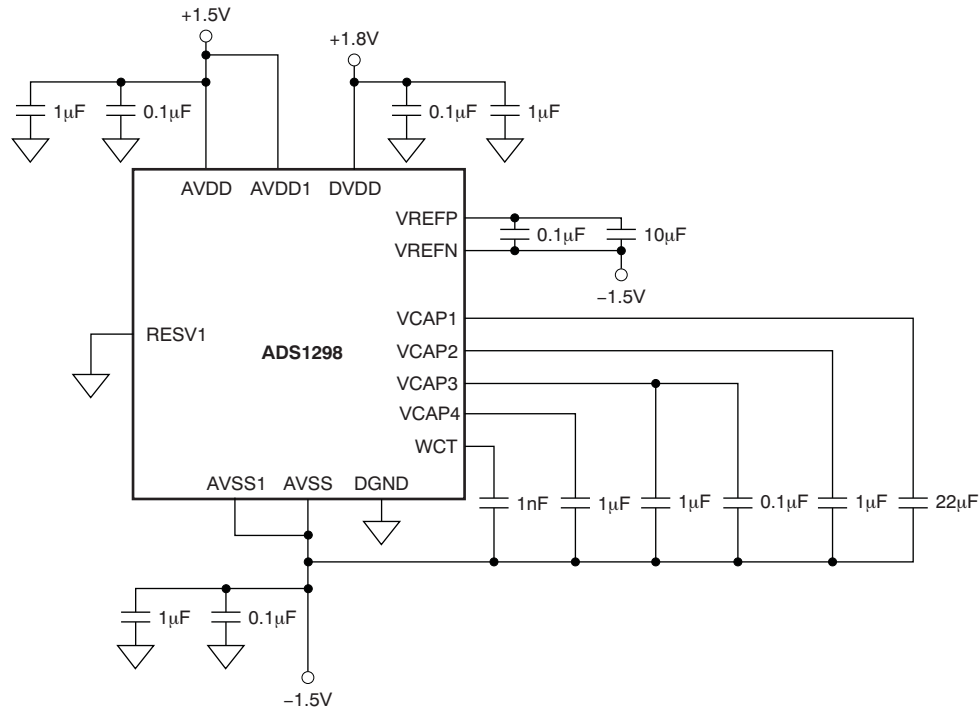 +1.5V
+1.8V
1μF
0.1μF
0.1μF
1μF
AVDD AVDD1 DVDD
VREFP
0.1μF
10μF
VREFN
−1.5V
RESV1
VCAP1
ADS1298
VCAP2
VCAP3
VCAP4
WCT
AVSS1 AVSS DGND
1nF
1μF
1μF
0.1μF
1μF
22μF
1μF
0.1μF
−1.5V